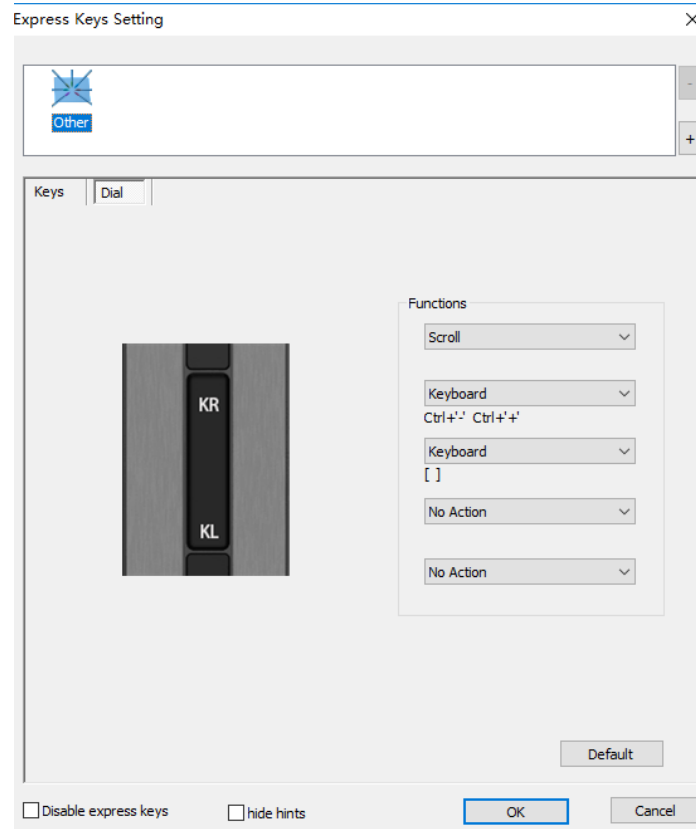 Express Keys Setting
-
Other
+
Keys Dial
Functions
Scroll
KR
Keyboard
Ctrl+'-' Ctrl+'+'
Keyboard
[ ]
No Action
KL
No Action
Default
Disable express keys hide hints OK Cancel